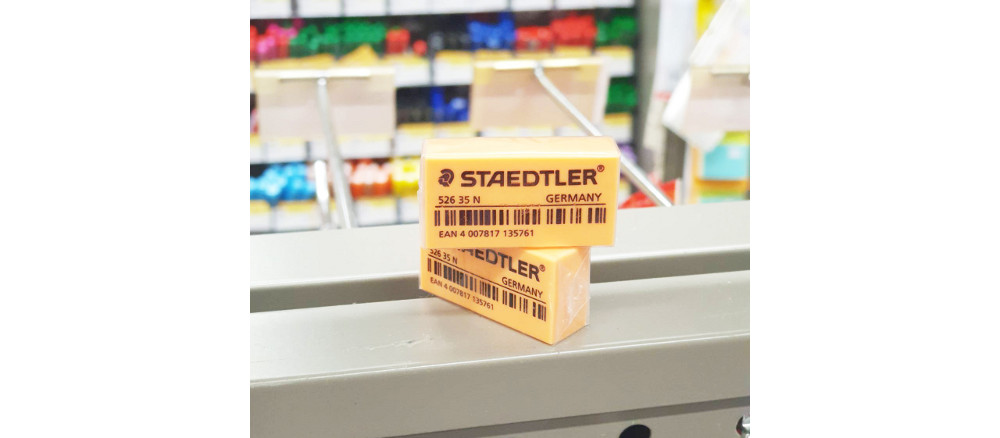 STAEDTLER®
526 35 N GERMANY
EAN 4 007817 135761
526 35 N STAEDTLER®
GERMANY
EAN 4 007817 135761